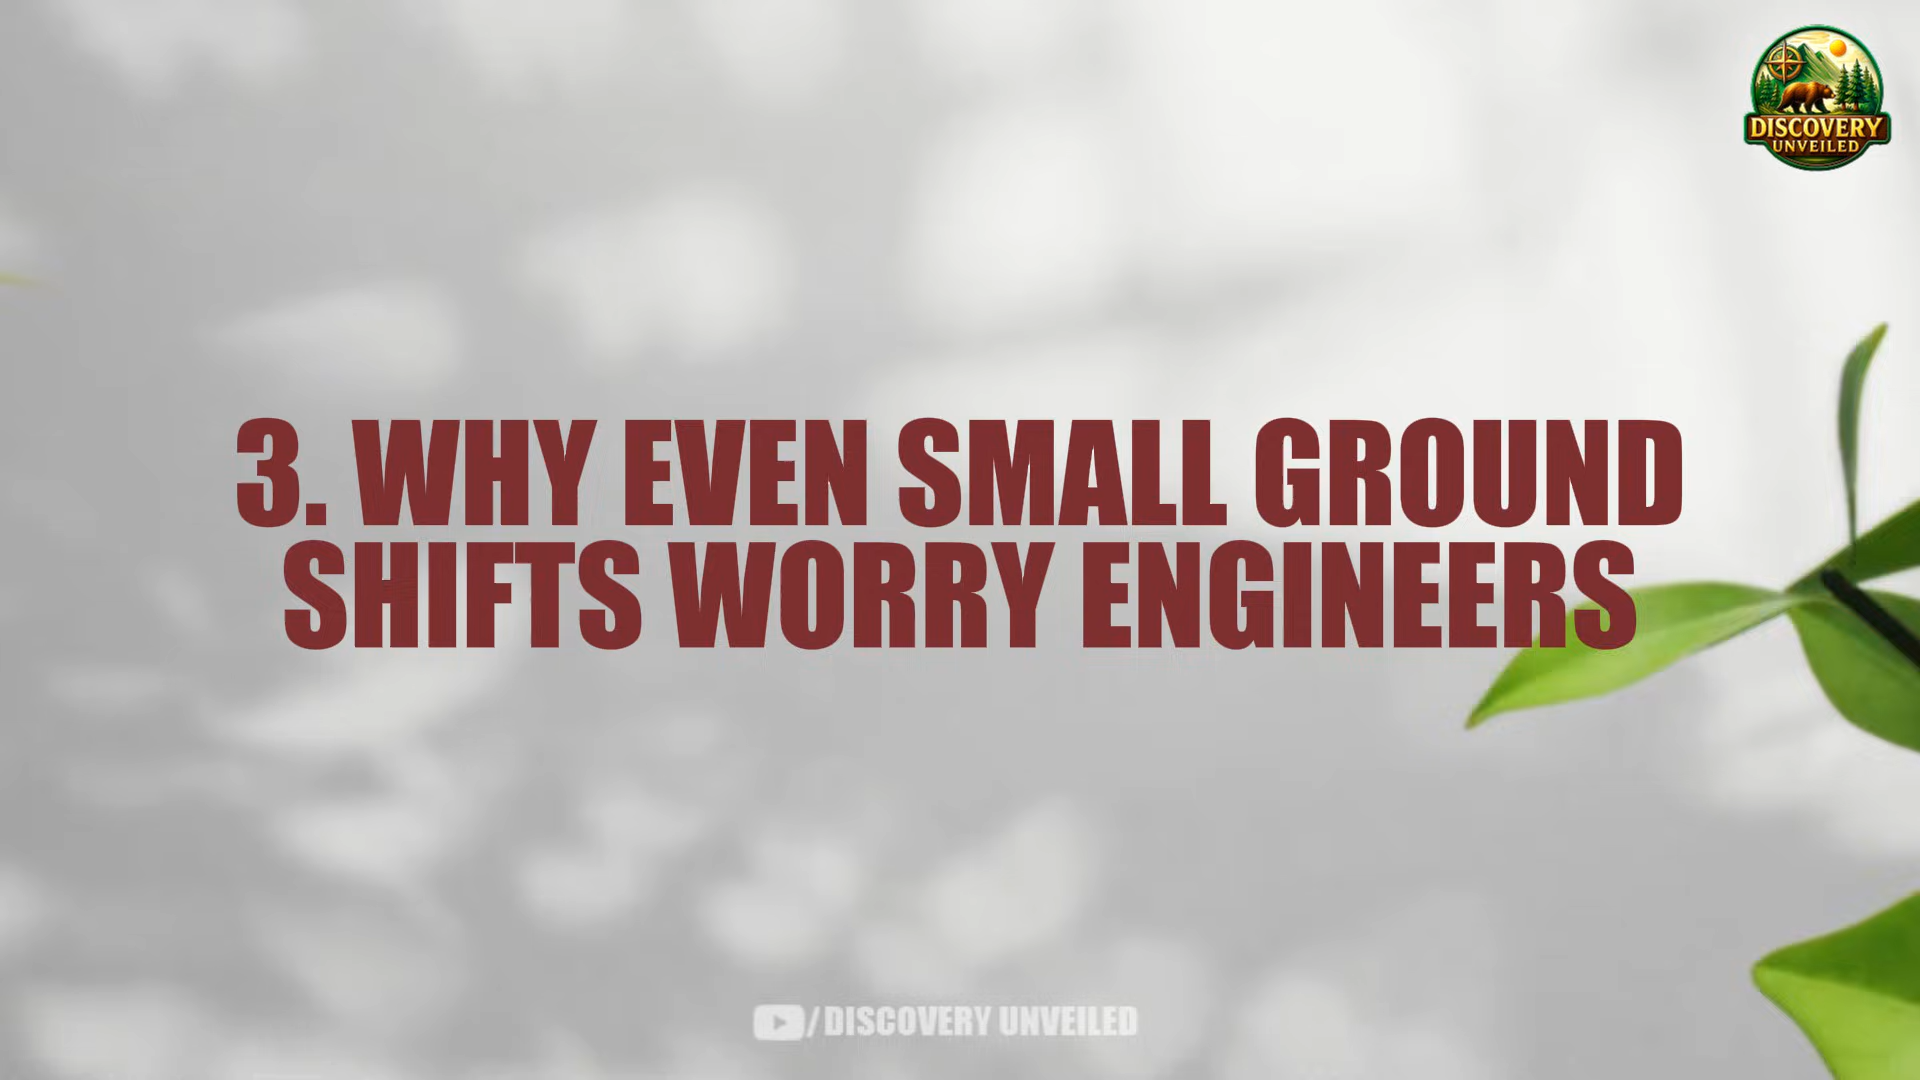 DISCOVERY
UNVEILED
3. WHY EVEN SMALL GROUND
SHIFTS WORRY ENGINEERS
/DISCOVERY UNVEILED